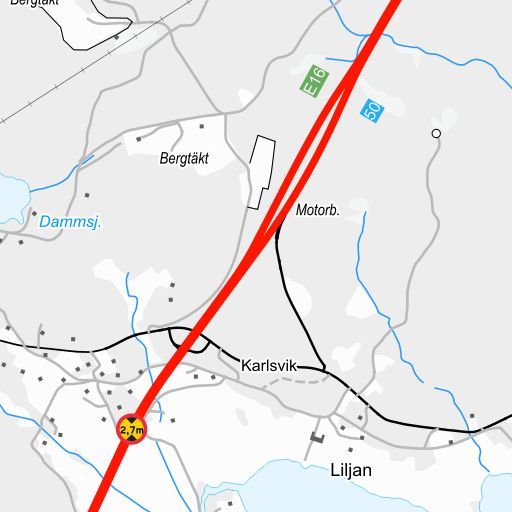 Bergtäkt
E16
50
Bergtäkt
Motorb.
Dammsj.
Karlsvik
2,7m
Liljan